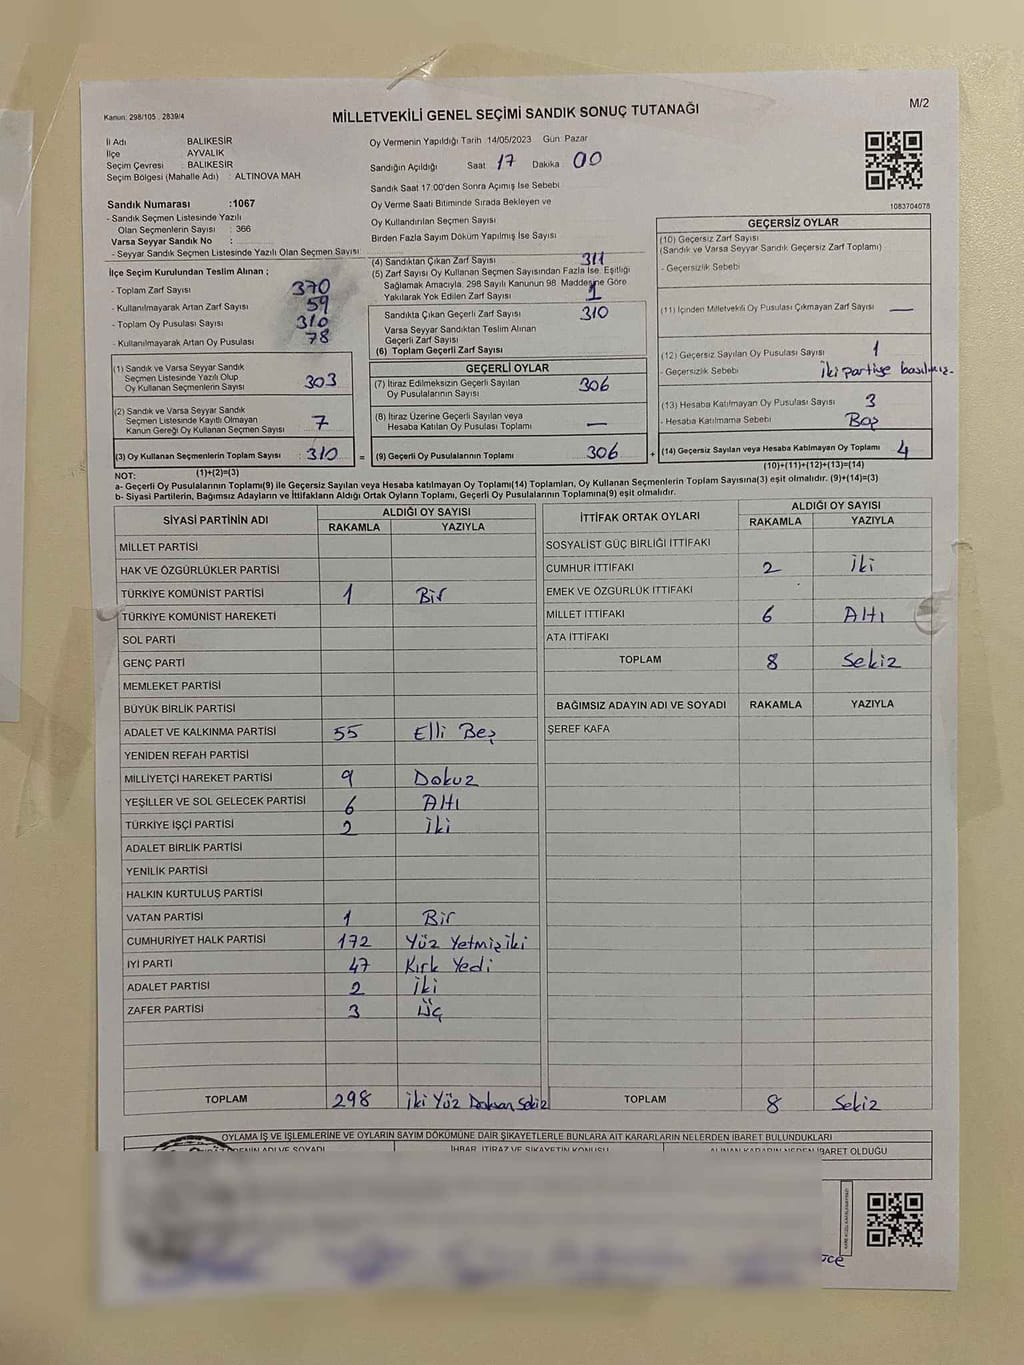 Kanun: 298/105 . 2839/4
MİLLETVEKİLİ GENEL SEÇİMİ SANDIK SONUÇ TUTANAĞI
M/2
İl Adı BALIKESİR
İlçe AYVALIK
Seçim Çevresi : BALIKESİR
Seçim Bölgesi (Mahalle Adı) : ALTINOVA MAH.
Oy Vermenin Yapıldığı Tarih 14/05/2023 Gün Pazar
Sandığın Açıldığı Saat 17 Dakika 00
Sandık Saat 17:00'den Sonra Açımış İse Sebebi
Oy Verme Saati Bitiminde Sırada Bekleyen ve
Oy Kullandırılan Seçmen Sayısı
Birden Fazla Sayım Döküm Yapılmış İse Sayısı
1083704078
Sandık Numarası :1067
- Sandık Seçmen Listesinde Yazılı
Olan Seçmenlerin Sayısı : 366
Varsa Seyyar Sandık No :
- Seyyar Sandık Seçmen Listesinde Yazılı Olan Seçmen Sayısı:
İlçe Seçim Kurulundan Teslim Alınan ;
- Toplam Zarf Sayısı 370
- Kullanılmayarak Artan Zarf Sayısı 59
- Toplam Oy Pusulası Sayısı 310
- Kullanılmayarak Artan Oy Pusulası 78
(1) Sandık ve Varsa Seyyar Sandık
Seçmen Listesinde Yazılı Olup
Oy Kullanan Seçmenlerin Sayısı 303
(2) Sandık ve Varsa Seyyar Sandık
Seçmen Listesinde Kayıtlı Olmayan
Kanun Gereği Oy Kullanan Seçmen Sayısı 7
(3) Oy Kullanan Seçmenlerin Toplam Sayısı : 310 =
(1)+(2)=(3)
(4) Sandıktan Çıkan Zarf Sayısı 311
(5) Zarf Sayısı Oy Kullanan Seçmen Sayısından Fazla İse Eşitliği
Sağlamak Amacıyla, 298 Sayılı Kanunun 98. Maddesine Göre
Yakılarak Yok Edilen Zarf Sayısı 1
Sandıkta Çıkan Geçerli Zarf Sayısı 310
Varsa Seyyar Sandıktan Teslim Alınan
Geçerli Zarf Sayısı
(6) Toplam Geçerli Zarf Sayısı
GEÇERLİ OYLAR
(7) İtiraz Edilmeksizin Geçerli Sayılan
Oy Pusulalarının Sayısı 306
(8) İtiraz Üzerine Geçerli Sayılan veya
Hesaba Katılan Oy Pusulası Toplamı —
(9) Geçerli Oy Pusulalarının Toplamı 306 +
GEÇERSİZ OYLAR
(10) Geçersiz Zarf Sayısı
(Sandık ve Varsa Seyyar Sandık Geçersiz Zarf Toplamı)
- Geçersizlik Sebebi
(11) İçinden Milletvekili Oy Pusulası Çıkmayan Zarf Sayısı —
(12) Geçersiz Sayılan Oy Pusulası Sayısı 1
- Geçersizlik Sebebi iki partiye basılmış.
(13) Hesaba Katılmayan Oy Pusulası Sayısı 3
- Hesaba Katılmama Sebebi Boş
(14) Geçersiz Sayılan veya Hesaba Katılmayan Oy Toplamı 4
(10)+(11)+(12)+(13)=(14)
NOT:
a- Geçerli Oy Pusulalarının Toplamı(9) ile Geçersiz Sayılan veya Hesaba katılmayan Oy Toplamı(14) Toplamları, Oy Kullanan Seçmenlerin Toplam Sayısına(3) eşit olmalıdır. (9)+(14)=(3)
b- Siyasi Partilerin, Bağımsız Adayların ve İttifakların Aldığı Ortak Oyların Toplamı, Geçerli Oy Pusulalarının Toplamına(9) eşit olmalıdır.
SİYASİ PARTİNİN ADI ALDIĞI OY SAYISI
RAKAMLA YAZIYLA
MİLLET PARTİSİ
HAK VE ÖZGÜRLÜKLER PARTİSİ
TÜRKİYE KOMÜNİST PARTİSİ 1 Bir
TÜRKİYE KOMÜNİST HAREKETİ
SOL PARTİ
GENÇ PARTİ
MEMLEKET PARTİSİ
BÜYÜK BİRLİK PARTİSİ
ADALET VE KALKINMA PARTİSİ 55 Elli Beş
YENİDEN REFAH PARTİSİ
MİLLİYETÇİ HAREKET PARTİSİ 9 Dokuz
YEŞİLLER VE SOL GELECEK PARTİSİ 6 Altı
TÜRKİYE İŞÇİ PARTİSİ 2 İki
ADALET BİRLİK PARTİSİ
YENİLİK PARTİSİ
HALKIN KURTULUŞ PARTİSİ
VATAN PARTİSİ 1 Bir
CUMHURİYET HALK PARTİSİ 172 Yüz Yetmiş iki
İYİ PARTİ 47 Kırk Yedi
ADALET PARTİSİ 2 İki
ZAFER PARTİSİ 3 Üç
TOPLAM 298 İki Yüz Doksan Sekiz
İTTİFAK ORTAK OYLARI ALDIĞI OY SAYISI
RAKAMLA YAZIYLA
SOSYALİST GÜÇ BİRLİĞİ İTTİFAKI
CUMHUR İTTİFAKI 2 İki
EMEK VE ÖZGÜRLÜK İTTİFAKI
MİLLET İTTİFAKI 6 Altı
ATA İTTİFAKI
TOPLAM 8 Sekiz
BAĞIMSIZ ADAYIN ADI VE SOYADI RAKAMLA YAZIYLA
ŞEREF KAFA
TOPLAM 8 Sekiz
OYLAMA İŞ VE İŞLEMLERİNE VE OYLARIN SAYIM DÖKÜMÜNE DAİR ŞİKAYETLERLE BUNLARA AİT KARARLARIN NELERDEN İBARET BULUNDUKLARI
ADI VE SOYADI İHBAR, İTİRAZ VE ŞİKAYETİN KONUSU ALINAN KARARIN NEDEN İBARET OLDUĞU